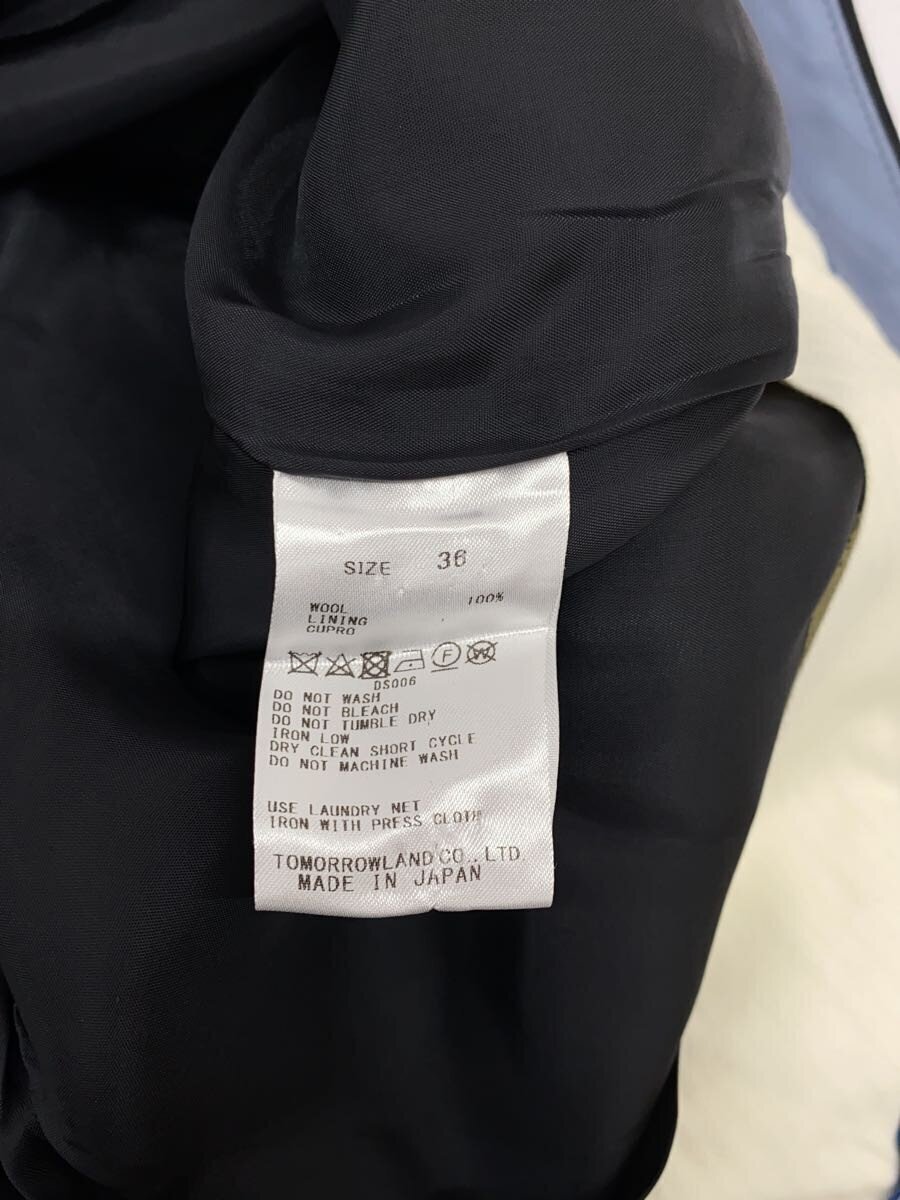 SIZE 36
WOOL 100%
LINING
CUPRO
F W
DS006
DO NOT WASH
DO NOT BLEACH
DO NOT TUMBLE DRY
IRON LOW
DRY CLEAN SHORT CYCLE
DO NOT MACHINE WASH
USE LAUNDRY NET
IRON WITH PRESS CLOTH
TOMORROWLAND CO., LTD
MADE IN JAPAN